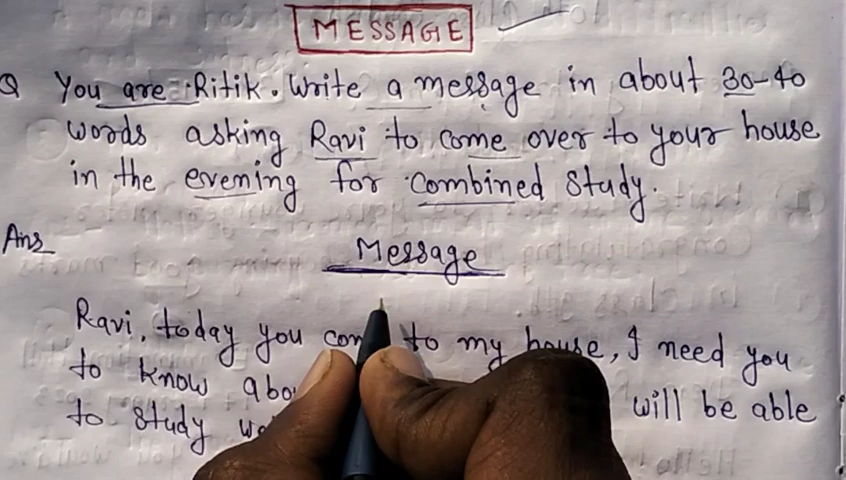 MESSAGE
Q You are Ritik. Write a message in about 30-40
words asking Ravi to come over to your house
in the evening for combined study.
Ans
Message
Ravi, today you to my house, I need you
to know
to study will be able